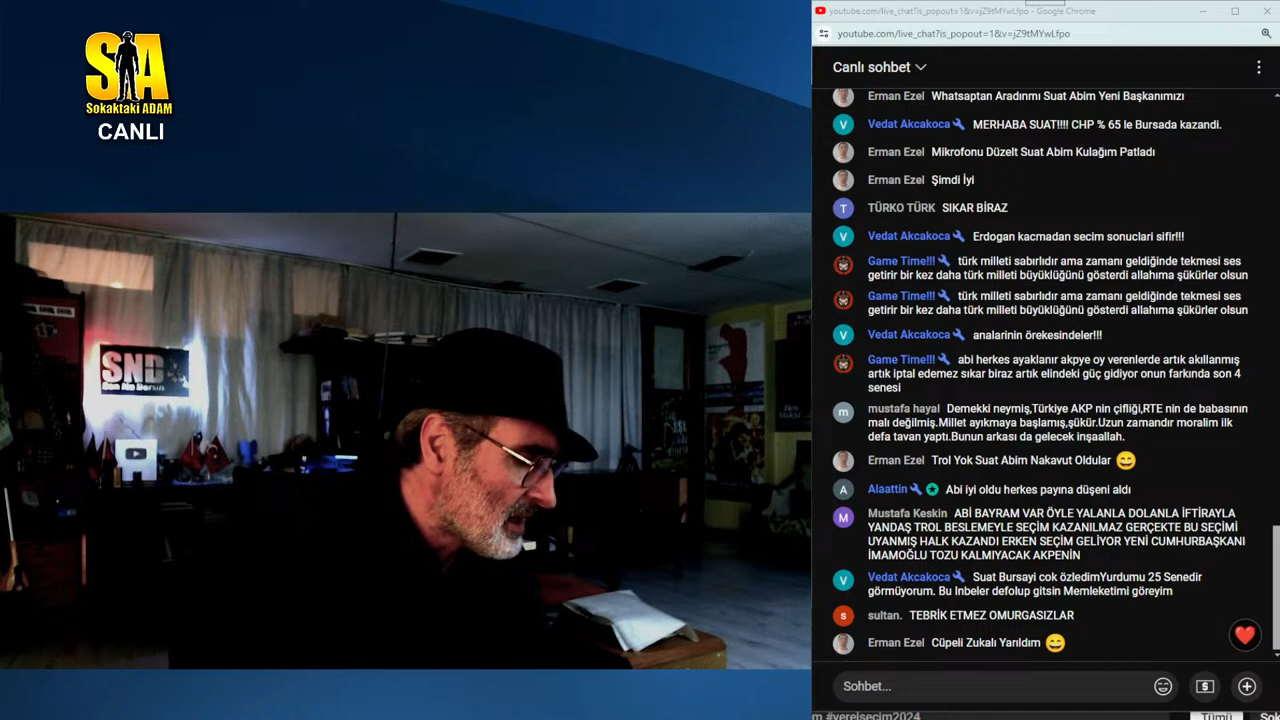 SA
Sokaktaki ADAM
CANLI
SND
youtube.com/live_chat?is_popout=1&v=jZ9tMYwLfpo - Google Chrome
youtube.com/live_chat?is_popout=1&v=jZ9tMYwLfpo
Canlı sohbet
Erman Ezel Whatsaptan Aradınmı Suat Abim Yeni Başkanımızı
V Vedat Akcakoca MERHABA SUAT!!!! CHP % 65 le Bursada kazandi.
Erman Ezel Mikrofonu Düzelt Suat Abim Kulağım Patladı
Erman Ezel Şimdi İyi
T TÜRKO TÜRK SIKAR BİRAZ
V Vedat Akcakoca Erdogan kacmadan secim sonuclari sifir!!!
Game Time!!! türk milleti sabırlıdır ama zamanı geldiğinde tekmesi ses
getirir bir kez daha türk milleti büyüklüğünü gösterdi allahıma şükürler olsun
Game Time!!! türk milleti sabırlıdır ama zamanı geldiğinde tekmesi ses
getirir bir kez daha türk milleti büyüklüğünü gösterdi allahıma şükürler olsun
V Vedat Akcakoca analarinin örekesindeler!!!
Game Time!!! abi herkes ayaklanır akpye oy verenlerde artık akıllanmış
artık iptal edemez sıkar biraz artık elindeki güç gidiyor onun farkında son 4
senesi
m mustafa hayal Demekki neymiş,Türkiye AKP nin çifliği,RTE nin de babasının
malı değilmiş.Millet ayıkmaya başlamış,şükür.Uzun zamandır moralim ilk
defa tavan yaptı.Bunun arkası da gelecek inşaallah.
Erman Ezel Trol Yok Suat Abim Nakavut Oldular 😄
A Alaattin Abi iyi oldu herkes payına düşeni aldı
M Mustafa Keskin ABİ BAYRAM VAR ÖYLE YALANLA DOLANLA İFTİRAYLA
YANDAŞ TROL BESLEMEYLE SEÇİM KAZANILMAZ GERÇEKTE BU SEÇİMİ
UYANMIŞ HALK KAZANDI ERKEN SEÇİM GELİYOR YENİ CUMHURBAŞKANI
İMAMOĞLU TOZU KALMIYACAK AKPENİN
V Vedat Akcakoca Suat Bursayi cok özledimYurdumu 25 Senedir
görmüyorum. Bu Inbeler defolup gitsin Memleketimi göreyim
s sultan. TEBRİK ETMEZ OMURGASIZLAR
Erman Ezel Cüpeli Zukalı Yarıldım 😄
Sohbet...
m #yerelsecim2024
Tümü